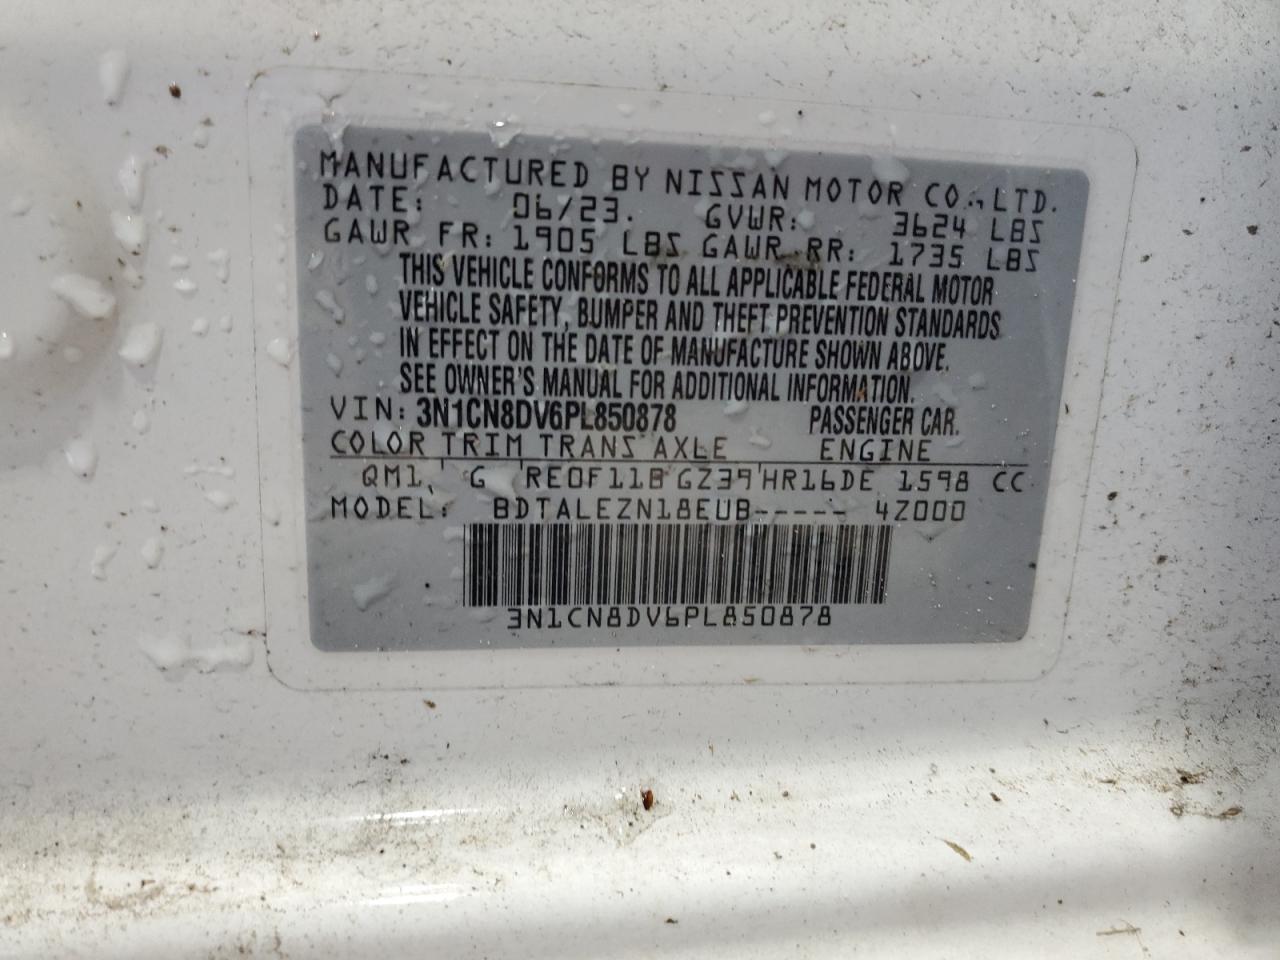 MANUFACTURED BY NISSAN MOTOR CO., LTD.
DATE: 06/23. GVWR: 3624 LBS
GAWR FR: 1905 LBS GAWR RR: 1735 LBS
THIS VEHICLE CONFORMS TO ALL APPLICABLE FEDERAL MOTOR
VEHICLE SAFETY, BUMPER AND THEFT PREVENTION STANDARDS
IN EFFECT ON THE DATE OF MANUFACTURE SHOWN ABOVE.
SEE OWNER'S MANUAL FOR ADDITIONAL INFORMATION.
VIN: 3N1CN8DV6PL850878 PASSENGER CAR.
COLOR TRIM TRANS AXLE ENGINE
QM1, G RE0F11B GZ39 HR16DE 1598 CC
MODEL: BDTALEZN18EUB----- 4Z000
3N1CN8DV6PL850878